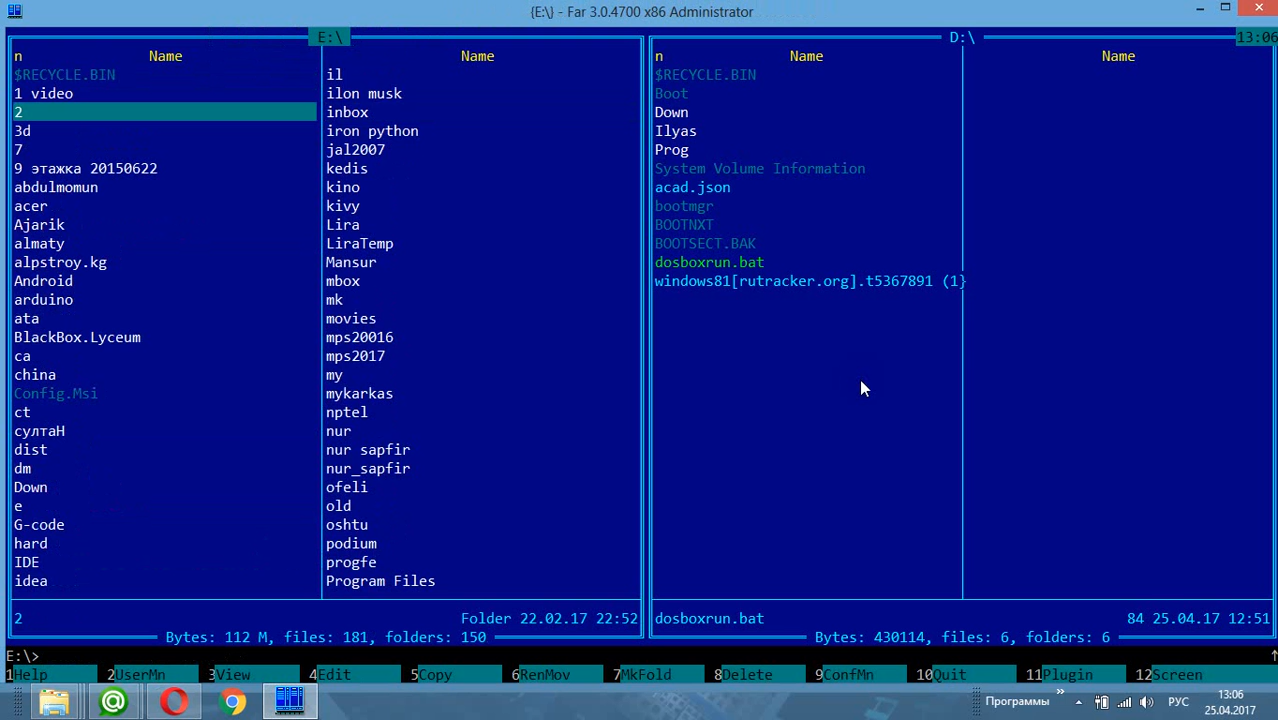 {E:\} - Far 3.0.4700 x86 Administrator
E:\
n Name Name
$RECYCLE.BIN
1 video
2
3d
7
9 этажка 20150622
abdulmomun
acer
Ajarik
almaty
alpstroy.kg
Android
arduino
ata
BlackBox.Lyceum
ca
china
Config.Msi
ct
султаН
dist
dm
Down
e
G-code
hard
IDE
idea
il
ilon musk
inbox
iron python
jal2007
kedis
kino
kivy
Lira
LiraTemp
Mansur
mbox
mk
movies
mps20016
mps2017
my
mykarkas
nptel
nur
nur sapfir
nur_sapfir
ofeli
old
oshtu
podium
progfe
Program Files
2 Folder 22.02.17 22:52
Bytes: 112 M, files: 181, folders: 150
D:\
13:06
n Name Name
$RECYCLE.BIN
Boot
Down
Ilyas
Prog
System Volume Information
acad.json
bootmgr
BOOTNXT
BOOTSECT.BAK
dosboxrun.bat
windows81[rutracker.org].t5367891 (1}
dosboxrun.bat 84 25.04.17 12:51
Bytes: 430114, files: 6, folders: 6
E:\>
1Help 2UserMn 3View 4Edit 5Copy 6RenMov 7MkFold 8Delete 9ConfMn 10Quit 11Plugin 12Screen
Программы » РУС 13:06
25.04.2017